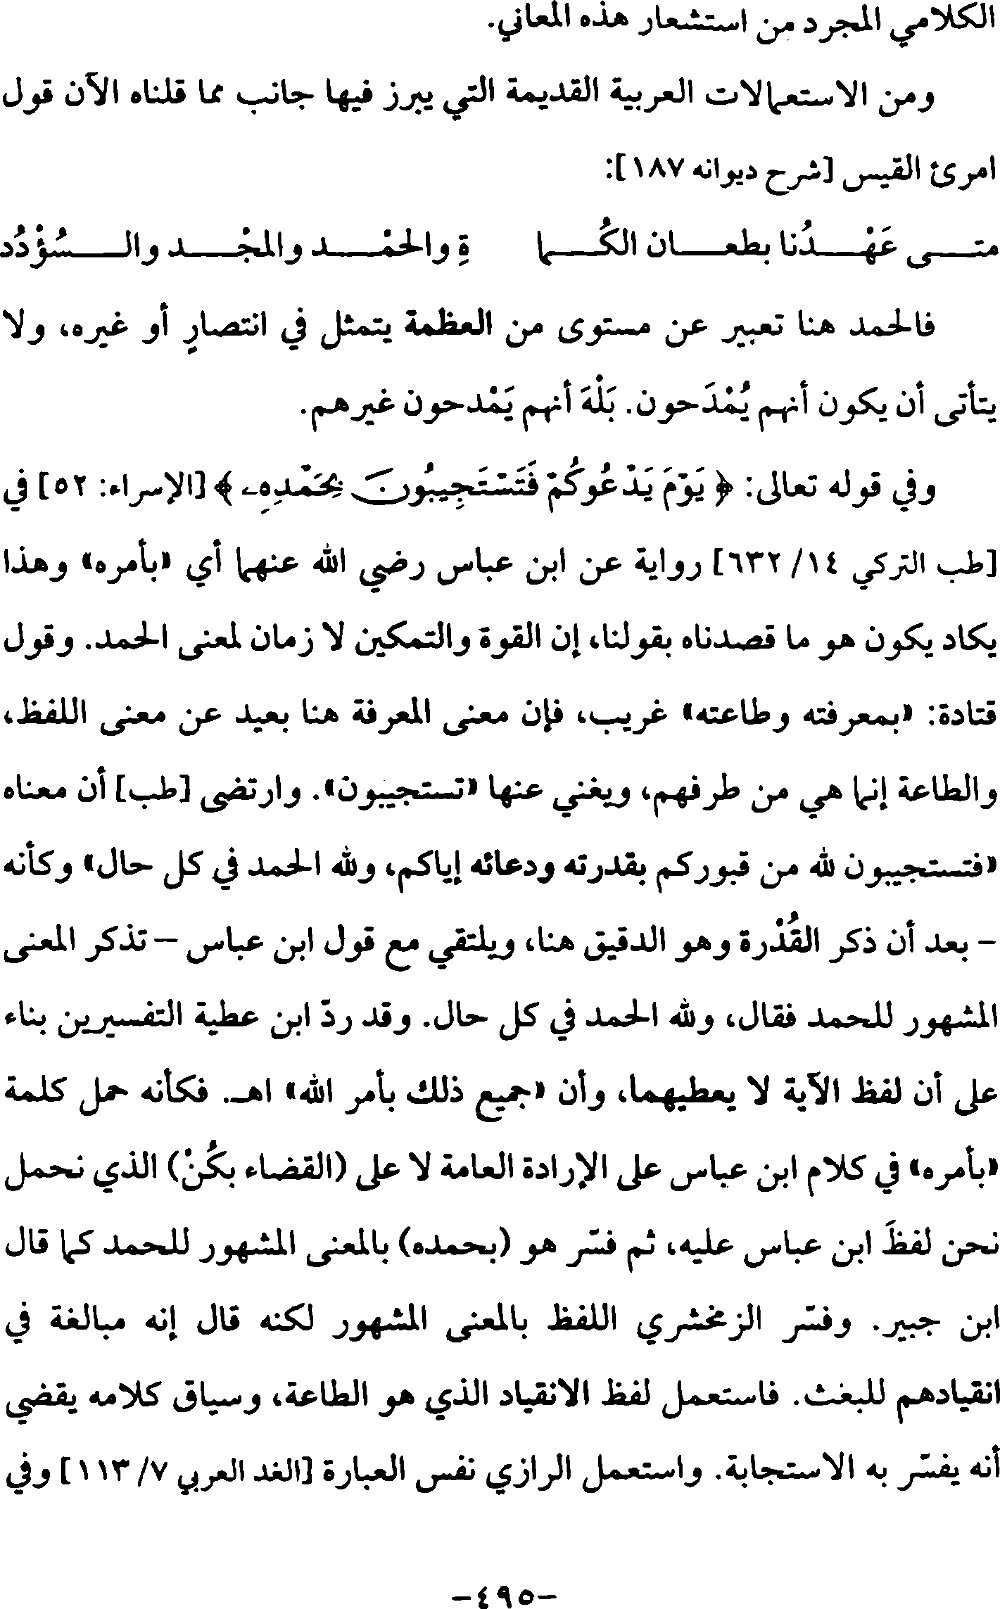 الكلامي المجرد من استشعار هذه المعاني.
ومن الاستعمالات العربية القديمة التي يبرز فيها جانب مما قلناه الآن قول
امرئ القيس [شرح ديوانه ١٨٧]:
متـــى عَهْـــدُنا بطعـــان الكُـــما ةِ والحمْـــد والمجْـــد والـــسُؤْدُد
فالحمد هنا تعبير عن مستوى من العظمة يتمثل في انتصارٍ أو غيره، ولا
يتأتى أن يكون أنهم يُمْدَحون. بَلْهَ أنهم يَمْدحون غيرهم.
وفي قوله تعالى: ﴿ يَوْمَ يَدْعُوكُمْ فَتَسْتَجِيبُونَ بِحَمْدِهِۦ ﴾ [الإسراء: ٥٢] في
[طب التركي ١٤/ ٦٣٢] رواية عن ابن عباس رضي الله عنهما أي «بأمره» وهذا
يكاد يكون هو ما قصدناه بقولنا، إن القوة والتمكين لا زمان لمعنى الحمد. وقول
قتادة: «بمعرفته وطاعته» غريب، فإن معنى المعرفة هنا بعيد عن معنى اللفظ،
والطاعة إنما هي من طرفهم، ويغني عنها «تستجيبون». وارتضى [طب] أن معناه
«فتستجيبون لله من قبوركم بقدرته ودعائه إياكم، ولله الحمد في كل حال» وكأنه
– بعد أن ذكر القُدْرة وهو الدقيق هنا، ويلتقي مع قول ابن عباس – تذكر المعنى
المشهور للحمد فقال، ولله الحمد في كل حال. وقد ردّ ابن عطية التفسيرين بناء
على أن لفظ الآية لا يعطيهما، وأن «جميع ذلك بأمر الله» اهـ. فكأنه حمل كلمة
«بأمره» في كلام ابن عباس على الإرادة العامة لا على (القضاء بكُنْ) الذي نحمل
نحن لفظَ ابن عباس عليه، ثم فسّر هو (بحمده) بالمعنى المشهور للحمد كما قال
ابن جبير. وفسّر الزمخشري اللفظ بالمعنى المشهور لكنه قال إنه مبالغة في
انقيادهم للبغث. فاستعمل لفظ الانقياد الذي هو الطاعة، وسياق كلامه يقضي
أنه يفسّر به الاستجابة. واستعمل الرازي نفس العبارة [الغد العربي ٧/ ١١٣] وفي
-٤٩٥-